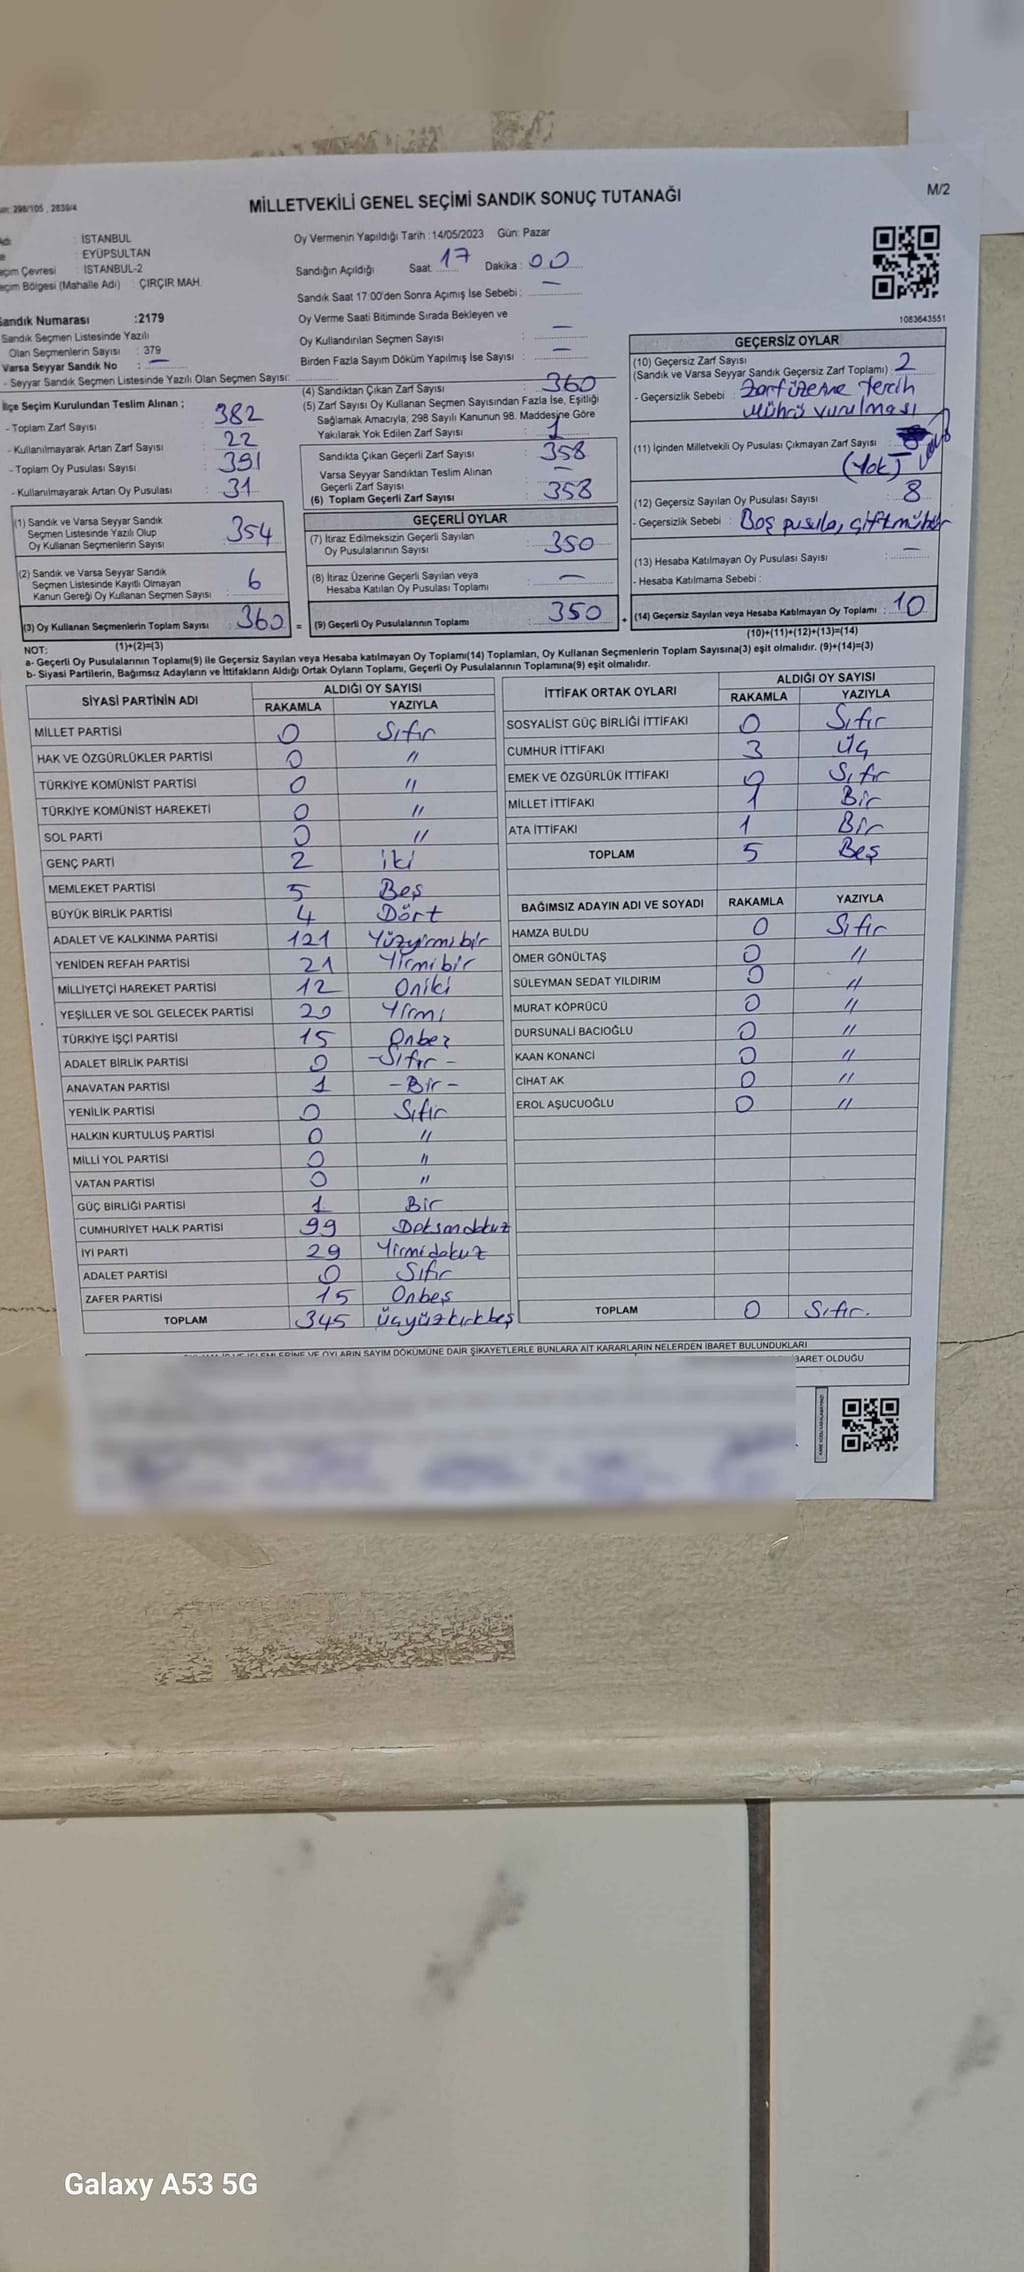 298/105 , 2839/4
MİLLETVEKİLİ GENEL SEÇİMİ SANDIK SONUÇ TUTANAĞI
M/2
: İSTANBUL
: EYÜPSULTAN
Seçim Çevresi : İSTANBUL-2
Seçim Bölgesi (Mahalle Adı) : ÇIRÇIR MAH.
Oy Vermenin Yapıldığı Tarih :14/05/2023 Gün: Pazar
Sandığın Açıldığı Saat : 17 Dakika : 00
Sandık Saat 17:00'den Sonra Açımış İse Sebebi : —
Oy Verme Saati Bitiminde Sırada Bekleyen ve
Oy Kullandırılan Seçmen Sayısı : —
Birden Fazla Sayım Döküm Yapılmış İse Sayısı : —
1083643551
Sandık Numarası :2179
Sandık Seçmen Listesinde Yazılı
Olan Seçmenlerin Sayısı : 379
Varsa Seyyar Sandık No : —
- Seyyar Sandık Seçmen Listesinde Yazılı Olan Seçmen Sayısı:
İlçe Seçim Kurulundan Teslim Alınan ;
- Toplam Zarf Sayısı : 382
- Kullanılmayarak Artan Zarf Sayısı : 22
- Toplam Oy Pusulası Sayısı : 391
- Kullanılmayarak Artan Oy Pusulası : 31
(1) Sandık ve Varsa Seyyar Sandık
Seçmen Listesinde Yazılı Olup
Oy Kullanan Seçmenlerin Sayısı : 354
(2) Sandık ve Varsa Seyyar Sandık
Seçmen Listesinde Kayıtlı Olmayan
Kanun Gereği Oy Kullanan Seçmen Sayısı : 6
(3) Oy Kullanan Seçmenlerin Toplam Sayısı : 360 =
(1)+(2)=(3)
(4) Sandıktan Çıkan Zarf Sayısı : 360
(5) Zarf Sayısı Oy Kullanan Seçmen Sayısından Fazla İse, Eşitliği
Sağlamak Amacıyla, 298 Sayılı Kanunun 98. Maddesine Göre
Yakılarak Yok Edilen Zarf Sayısı : 1
Sandıkta Çıkan Geçerli Zarf Sayısı : 358
Varsa Seyyar Sandıktan Teslim Alınan
Geçerli Zarf Sayısı : —
(6) Toplam Geçerli Zarf Sayısı : 358
GEÇERLİ OYLAR
(7) İtiraz Edilmeksizin Geçerli Sayılan
Oy Pusulalarının Sayısı : 350
(8) İtiraz Üzerine Geçerli Sayılan veya
Hesaba Katılan Oy Pusulası Toplamı : —
(9) Geçerli Oy Pusulalarının Toplamı : 350 +
GEÇERSİZ OYLAR
(10) Geçersiz Zarf Sayısı
(Sandık ve Varsa Seyyar Sandık Geçersiz Zarf Toplamı) : 2
- Geçersizlik Sebebi : Zarf üzerine tercih
mührü vurulması
(11) İçinden Milletvekili Oy Pusulası Çıkmayan Zarf Sayısı :
(Yok)
(12) Geçersiz Sayılan Oy Pusulası Sayısı : 8
- Geçersizlik Sebebi : Boş pusula, çift mühür
(13) Hesaba Katılmayan Oy Pusulası Sayısı : —
- Hesaba Katılmama Sebebi :
(14) Geçersiz Sayılan veya Hesaba Katılmayan Oy Toplamı : 10
(10)+(11)+(12)+(13)=(14)
NOT:
a- Geçerli Oy Pusulalarının Toplamı(9) ile Geçersiz Sayılan veya Hesaba katılmayan Oy Toplamı(14) Toplamları, Oy Kullanan Seçmenlerin Toplam Sayısına(3) eşit olmalıdır. (9)+(14)=(3)
b- Siyasi Partilerin, Bağımsız Adayların ve İttifakların Aldığı Ortak Oyların Toplamı, Geçerli Oy Pusulalarının Toplamına(9) eşit olmalıdır.
SİYASİ PARTİNİN ADI ALDIĞI OY SAYISI
RAKAMLA YAZIYLA
MİLLET PARTİSİ 0 Sıfır
HAK VE ÖZGÜRLÜKLER PARTİSİ 0 "
TÜRKİYE KOMÜNİST PARTİSİ 0 "
TÜRKİYE KOMÜNİST HAREKETİ 0 "
SOL PARTİ 0 "
GENÇ PARTİ 2 iki
MEMLEKET PARTİSİ 5 Beş
BÜYÜK BİRLİK PARTİSİ 4 Dört
ADALET VE KALKINMA PARTİSİ 121 Yüzyirmibir
YENİDEN REFAH PARTİSİ 21 Yirmibir
MİLLİYETÇİ HAREKET PARTİSİ 12 Oniki
YEŞİLLER VE SOL GELECEK PARTİSİ 20 Yirmi
TÜRKİYE İŞÇİ PARTİSİ 15 Onbeş
ADALET BİRLİK PARTİSİ 0 -Sıfır-
ANAVATAN PARTİSİ 1 -Bir-
YENİLİK PARTİSİ 0 Sıfır
HALKIN KURTULUŞ PARTİSİ 0 "
MİLLİ YOL PARTİSİ 0 "
VATAN PARTİSİ 0 "
GÜÇ BİRLİĞİ PARTİSİ 1 Bir
CUMHURİYET HALK PARTİSİ 99 Doksandokuz
İYİ PARTİ 29 Yirmidokuz
ADALET PARTİSİ 0 Sıfır
ZAFER PARTİSİ 15 Onbeş
TOPLAM 345 Üçyüzkırkbeş
İTTİFAK ORTAK OYLARI ALDIĞI OY SAYISI
RAKAMLA YAZIYLA
SOSYALİST GÜÇ BİRLİĞİ İTTİFAKI 0 Sıfır
CUMHUR İTTİFAKI 3 Üç
EMEK VE ÖZGÜRLÜK İTTİFAKI 0 Sıfır
MİLLET İTTİFAKI 1 Bir
ATA İTTİFAKI 1 Bir
TOPLAM 5 Beş
BAĞIMSIZ ADAYIN ADI VE SOYADI RAKAMLA YAZIYLA
HAMZA BULDU 0 Sıfır
ÖMER GÖNÜLTAŞ 0 "
SÜLEYMAN SEDAT YILDIRIM 0 "
MURAT KÖPRÜCÜ 0 "
DURSUNALİ BACIOĞLU 0 "
KAAN KONANCİ 0 "
CİHAT AK 0 "
EROL AŞUCUOĞLU 0 "
TOPLAM 0 Sıfır.
OYLARIN SAYIM DÖKÜMÜNE DAİR ŞİKAYETLERLE BUNLARA AİT KARARLARIN NELERDEN İBARET BULUNDUKLARI
İBARET OLDUĞU
Galaxy A53 5G